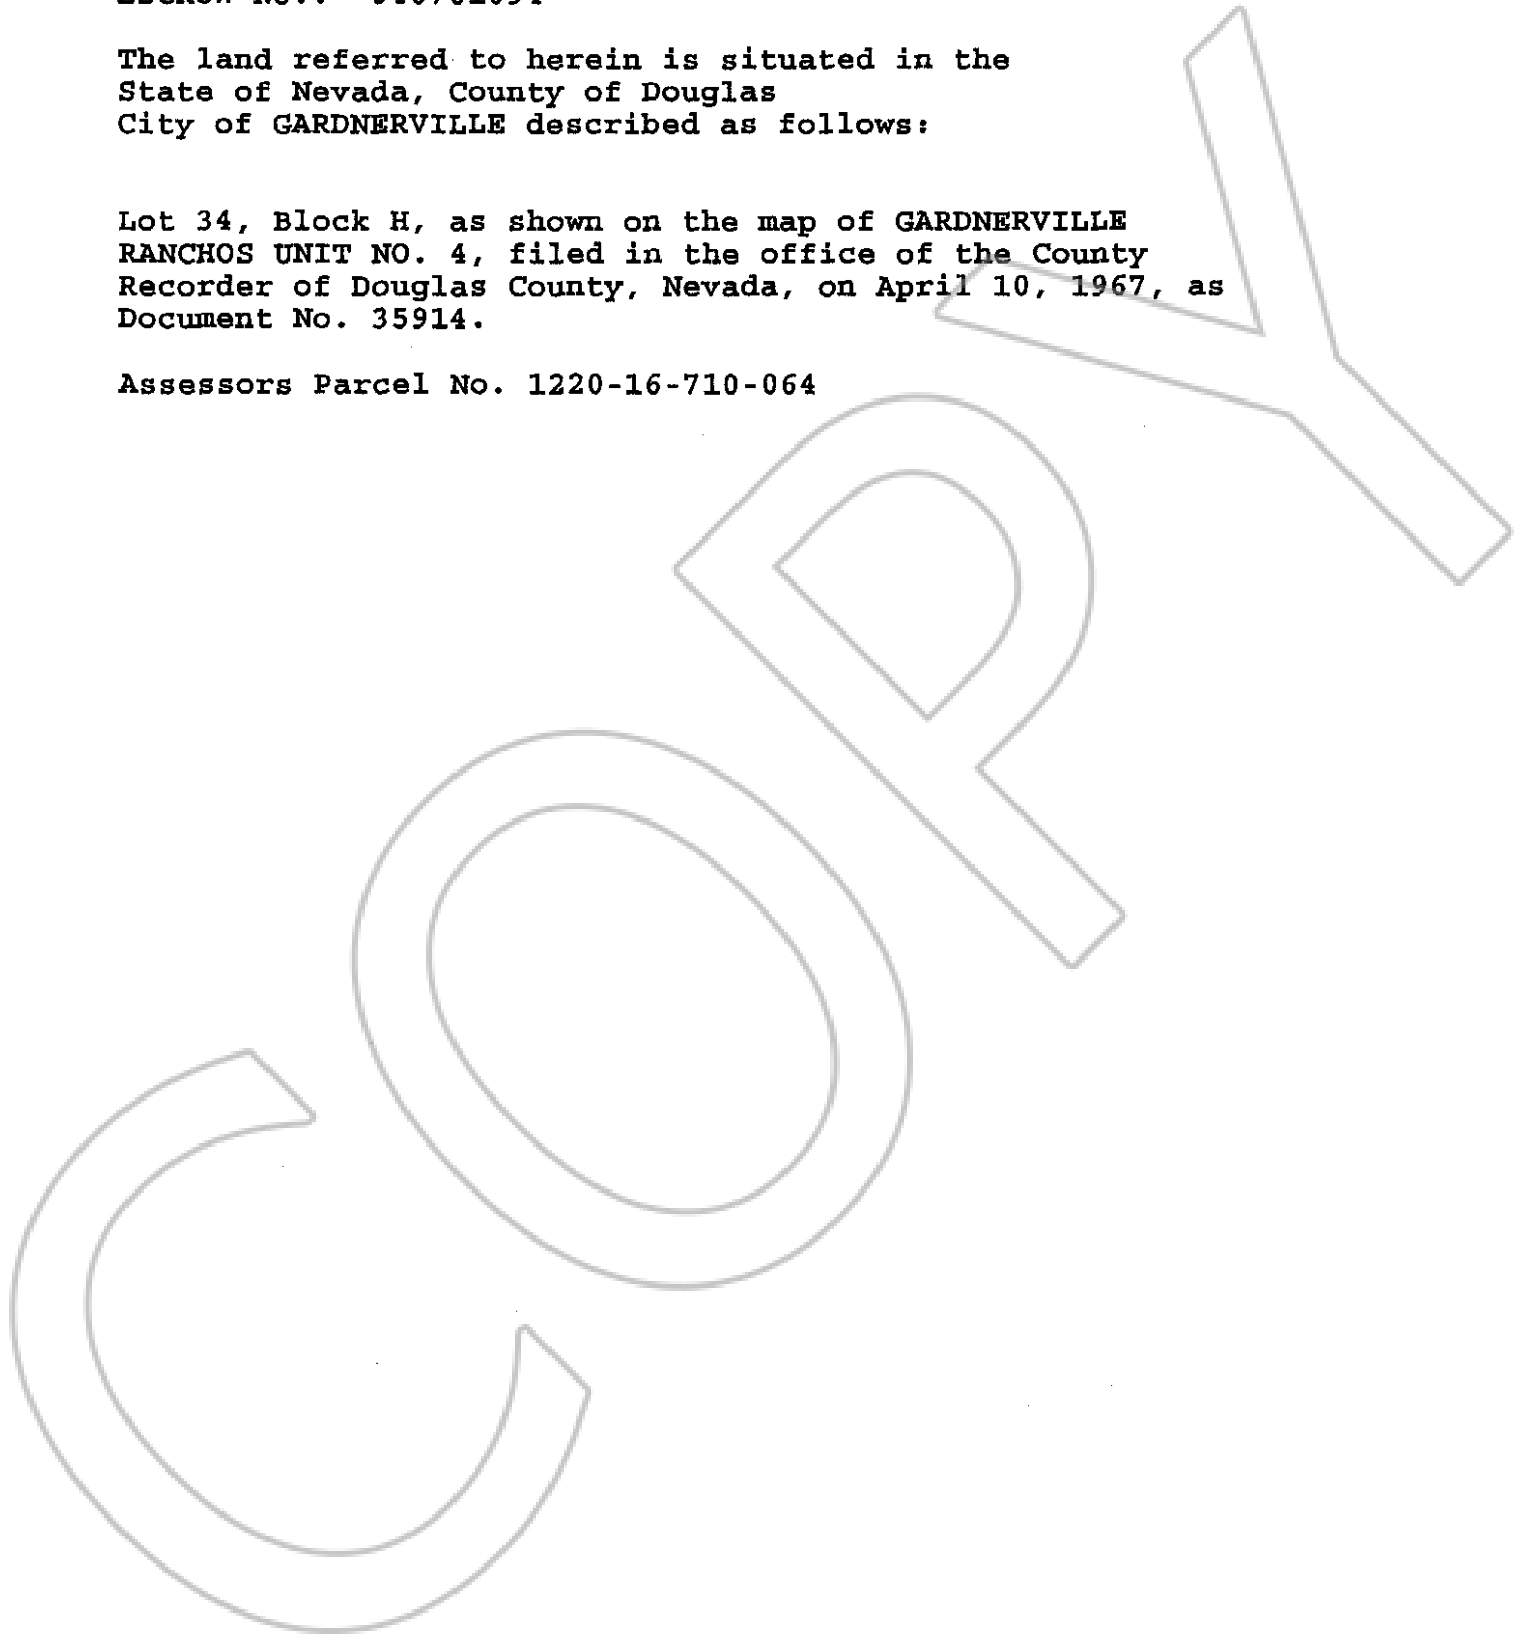 The land referred to herein is situated in the
State of Nevada, County of Douglas
City of GARDNERVILLE described as follows:
Lot 34, Block H, as shown on the map of GARDNERVILLE
RANCHOS UNIT NO. 4, filed in the office of the County
Recorder of Douglas County, Nevada, on April 10, 1967, as
Document No. 35914.
Assessors Parcel No. 1220-16-710-064
COPY